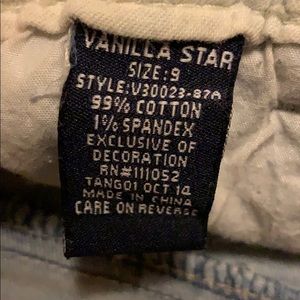 VANILLA STAR
SIZE:9
STYLE:V30023-87A
99% COTTON
1% SPANDEX
EXCLUSIVE OF
DECORATION
RN#111052
TANG01 OCT 14
MADE IN CHINA
CARE ON REVERSE